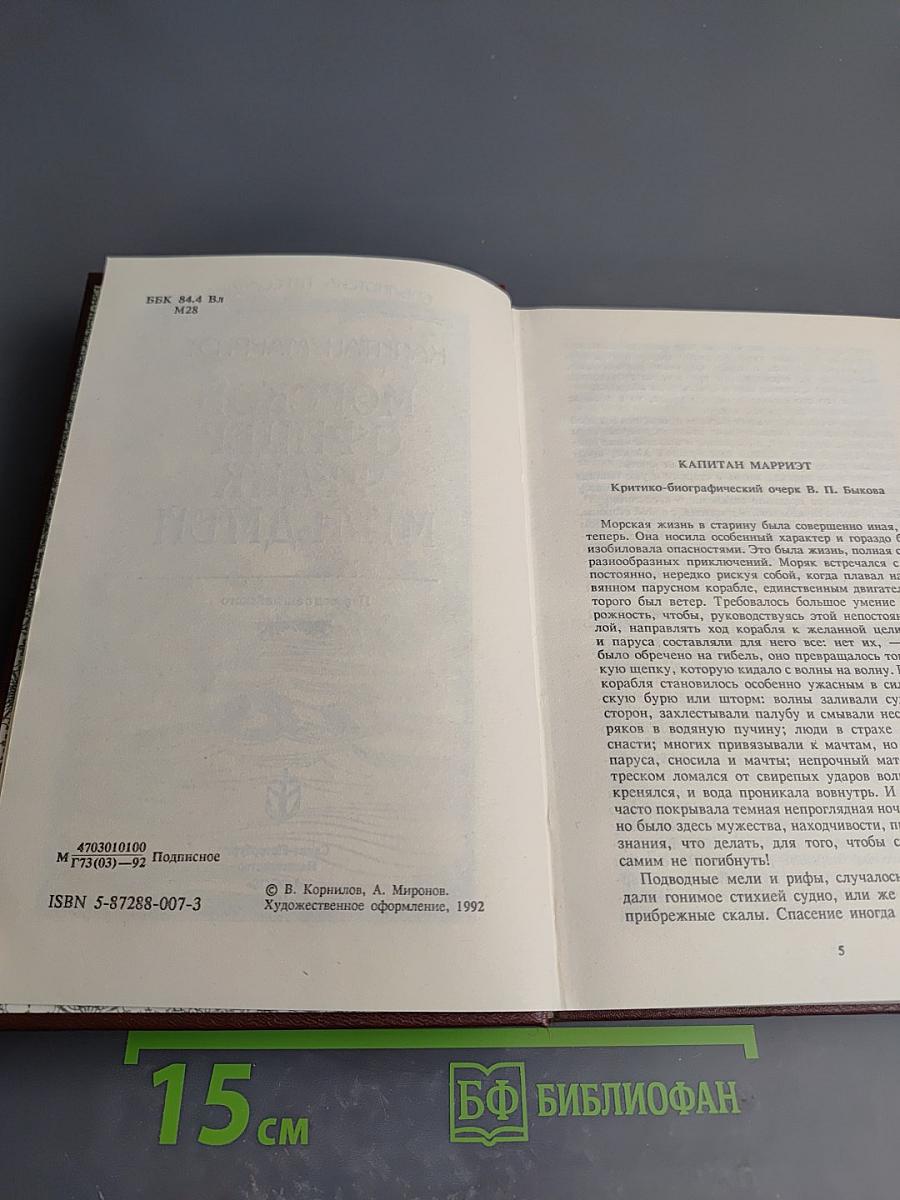 ББК 84.4 Вл
М28
4703010100
М
Г73(03)—92
Подписное
ISBN 5-87288-007-3
© В. Корнилов, А. Миронов.
Художественное оформление, 1992
КАПИТАН МАРРИЭТ
Критико-биографический очерк В. П. Быкова
Морская жизнь в старину была совершенно иная,
теперь. Она носила особенный характер и гораздо б
изобиловала опасностями. Это была жизнь, полная с
разнообразных приключений. Моряк встречался с
постоянно, нередко рискуя собой, когда плавал на
вянном парусном корабле, единственным двигател
торого был ветер. Требовалось большое умение
рожность, чтобы, руководствуясь этой непостоян
лой, направлять ход корабля к желанной цели
и паруса составляли для него все: нет их, —
было обречено на гибель, оно превращалось то
кую щепку, которую кидало с волны на волну.
корабля становилось особенно ужасным в сил
скую бурю или шторм: волны заливали су
сторон, захлестывали палубу и смывали нес
ряков в водяную пучину; люди в страхе
снасти; многих привязывали к мачтам, но
паруса, сносила и мачты; непрочный мат
треском ломался от свирепых ударов вол
кренялся, и вода проникала вовнутрь. И
часто покрывала темная непроглядная ноч
но было здесь мужества, находчивости, п
знания, что делать, для того, чтобы с
самим не погибнуть!
Подводные мели и рифы, случалось
дали гонимое стихией судно, или же
прибрежные скалы. Спасение иногда
5
15 см
БФ БИБЛИОФАН